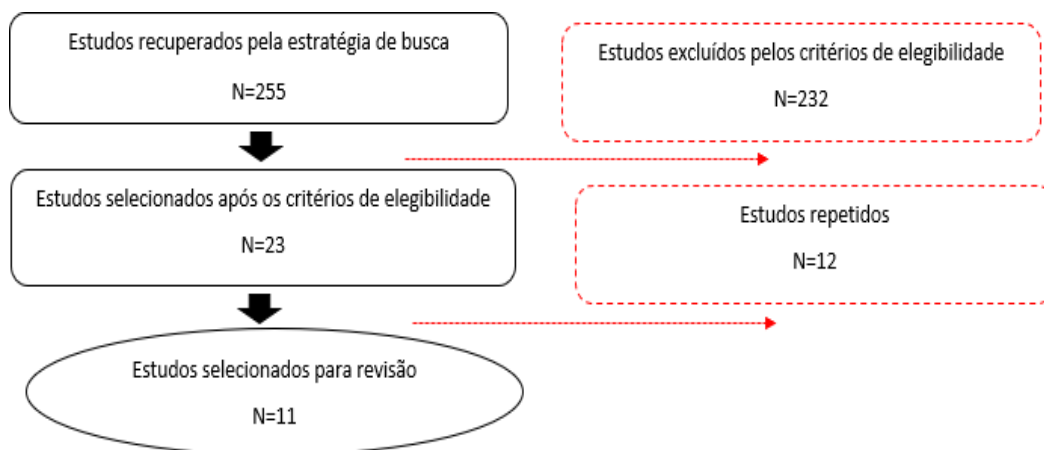 Estudos recuperados pela estratégia de busca
N=255
Estudos excluídos pelos critérios de elegibilidade
N=232
Estudos selecionados após os critérios de elegibilidade
N=23
Estudos repetidos
N=12
Estudos selecionados para revisão
N=11